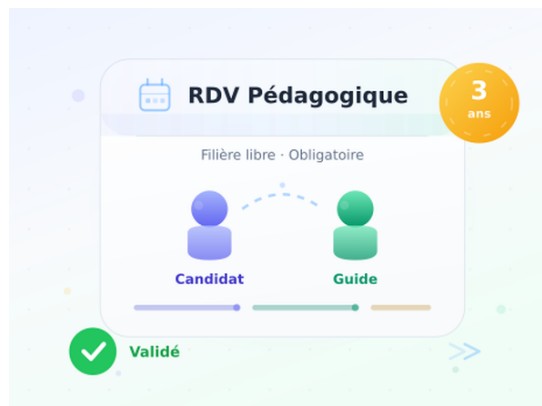 RDV Pédagogique
3
ans
Filière libre · Obligatoire
Candidat
Guide
Validé